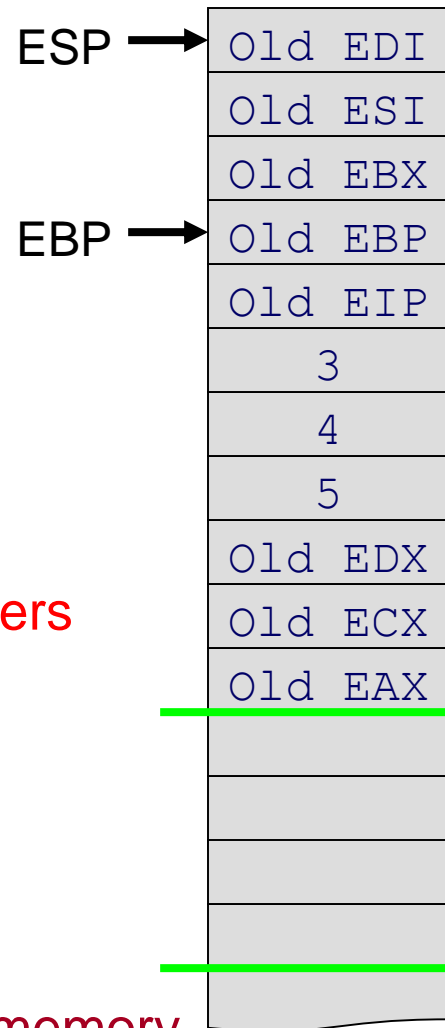 ESP Old EDI
Old ESI
Old EBX
EBP Old EBP
Old EIP
3
4
5
Old EDX
ers Old ECX
Old EAX
memory